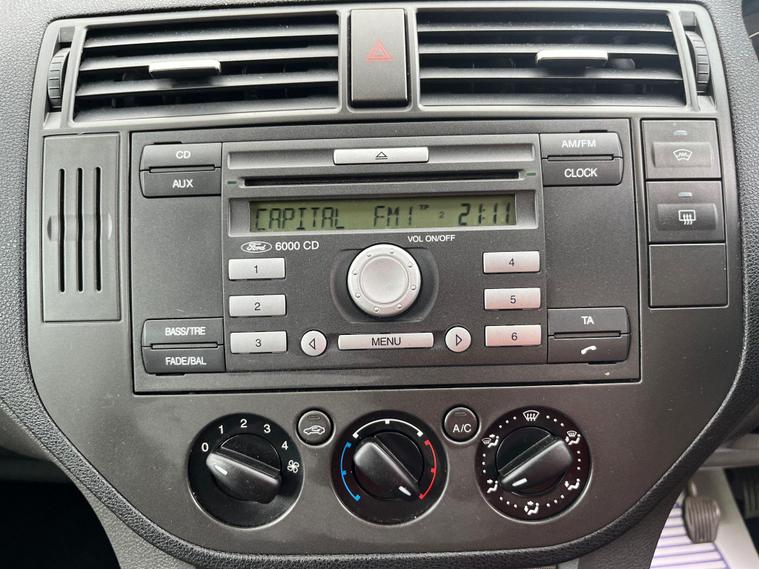 CD
AM/FM
AUX
CLOCK
CAPITAL FM1 TP 2 21:11
Ford 6000 CD
VOL ON/OFF
1
4
2
5
BASS/TRE
3
MENU
6
TA
FADE/BAL
0 1 2 3 4
A/C